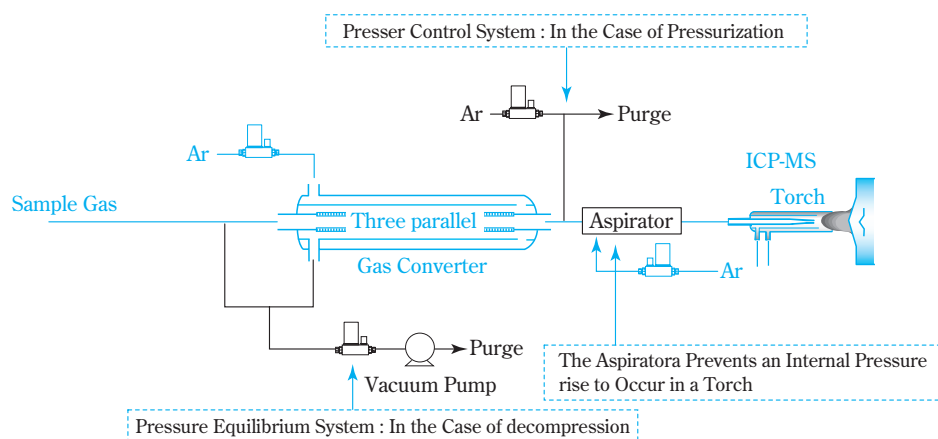 Presser Control System : In the Case of Pressurization
Ar
Purge
Ar
ICP-MS
Torch
Sample Gas
Three parallel
Aspirator
Gas Converter
Ar
Purge
Vacuum Pump
The Aspiratora Prevents an Internal Pressure
rise to Occur in a Torch
Pressure Equilibrium System : In the Case of decompression